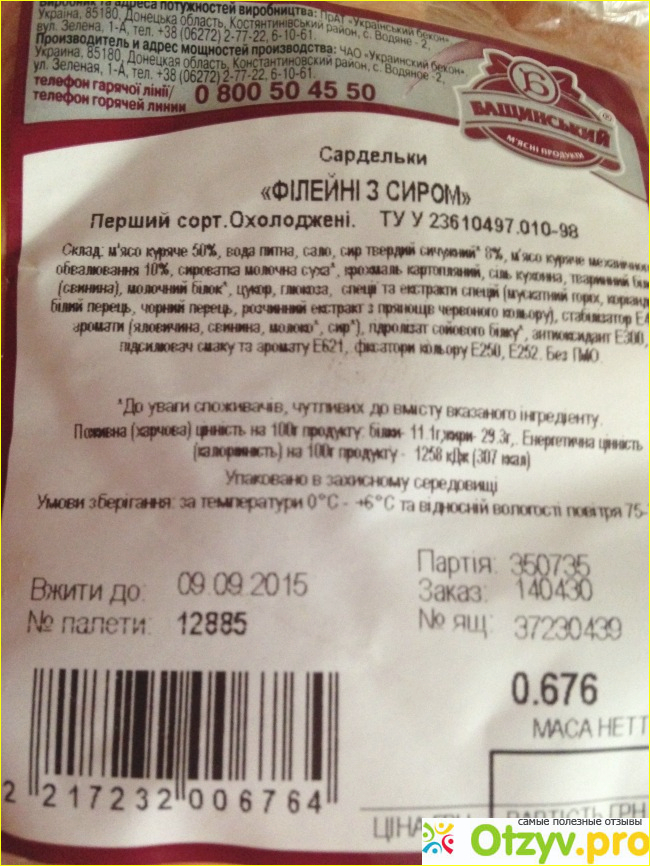 Виробник та адреса потужностей виробництва: ПрАТ "Український бекон"
Україна, 85180, Донецька область, Костянтинівський район, с. Водяне - 2,
вул. Зелена, 1-А, тел. +38 (06272) 2-77-22, 6-10-61.
Производитель и адрес мощностей производства: ЧАО "Украинский бекон"
Украина, 85180, Донецкая область, Константиновский район, с. Водяное - 2,
ул. Зеленая, 1-А, тел. +38 (06272) 2-77-22, 6-10-61.
телефон гарячої лінії/
телефон горячей линии 0 800 50 45 50
Б
БАЩИНСЬКИЙ ®
М'ЯСНІ ПРОДУКТИ
Сардельки
«ФІЛЕЙНІ З СИРОМ»
Перший сорт.Охолоджені. ТУ У 23610497.010-98
Склад: м'ясо куряче 50%, вода питна, сало, сир твердий сичужний* 8%, м'ясо куряче механічного
обвалювання 10%, сироватка молочна суха*, крохмаль картопляний, сіль кухонна, тваринний біло
(свинина), молочний білок*, цукор, глюкоза, спеції та екстракти спецій (мускатний горіх, коріанд
білий перець, чорний перець, розчинний екстракт з прянощів червоного кольору), стабілізатор Е4
аромати (яловичина, свинина, молоко*, сир*), гідролізат соєвого білку*, антиоксидант Е300,
підсилювач смаку та аромату Е621, фіксатори кольору Е250, Е252. Без ГМО.
*До уваги споживачів, чутливих до вмісту вказаного інгредієнту.
Поживна (харчова) цінність на 100г продукту: білки- 11.1г,жири- 29.3г,. Енергетична цінність
(калорійність) на 100г продукту - 1258 кДж (307 ккал)
Упаковано в захисному середовищі
Умови зберігання: за температури 0°С - +6°С та відносній вологості повітря 75-
Вжити до: 09.09.2015
№ палети: 12885
Партія: 350735
Заказ: 140430
№ ящ: 37230439
0.676
МАСА НЕТТ
2 217232 006764
ЦІНА ГРН
ВАРТІСТЬ ГРН
самые полезные отзывы
Otzyv.pro